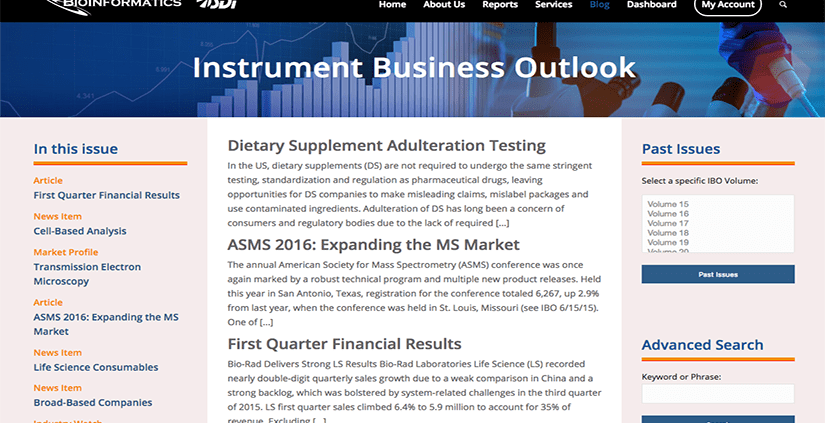 BIOINFORMATICS
Home About Us Reports Services Blog Dashboard My Account
Instrument Business Outlook
In this issue
Article
First Quarter Financial Results
News Item
Cell-Based Analysis
Market Profile
Transmission Electron
Microscopy
Article
ASMS 2016: Expanding the MS
Market
News Item
Life Science Consumables
News Item
Broad-Based Companies
Industry Watch
Dietary Supplement Adulteration Testing
In the US, dietary supplements (DS) are not required to undergo the same stringent
testing, standardization and regulation as pharmaceutical drugs, leaving
opportunities for DS companies to make misleading claims, mislabel packages and
use contaminated ingredients. Adulteration of DS has long been a concern of
consumers and regulatory bodies due to the lack of required [...]
ASMS 2016: Expanding the MS Market
The annual American Society for Mass Spectrometry (ASMS) conference was once
again marked by a robust technical program and multiple new product releases. Held
this year in San Antonio, Texas, registration for the conference totaled 6,267, up 2.9%
from last year, when the conference was held in St. Louis, Missouri (see IBO 6/15/15).
One of [...]
First Quarter Financial Results
Bio-Rad Delivers Strong LS Results Bio-Rad Laboratories Life Science (LS) recorded
nearly double-digit quarterly sales growth due to a weak comparison in China and a
strong backlog, which was bolstered by system-related challenges in the third quarter
of 2015. LS first quarter sales climbed 6.4% to 5.9 million to account for 35% of
revenue. Excluding [...]
Past Issues
Select a specific IBO Volume:
Volume 15
Volume 16
Volume 17
Volume 18
Volume 19
Volume 20
Past Issues
Advanced Search
Keyword or Phrase: